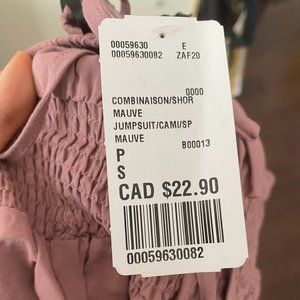 00059630 E
00059630082 ZAF20
0000
COMBINAISON/SHOR
MAUVE
JUMPSUIT/CAMI/SP
MAUVE B00013
P
S
CAD $22.90
00059630082